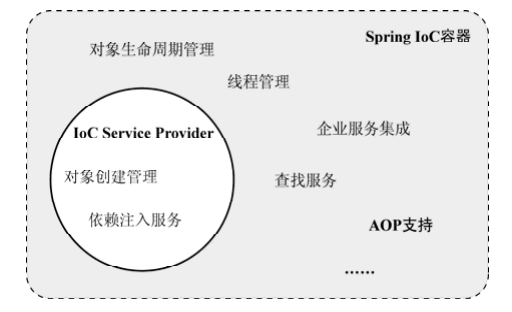 Spring IoC容器
对象生命周期管理
线程管理
IoC Service Provider
企业服务集成
对象创建管理
查找服务
依赖注入服务
AOP支持
……